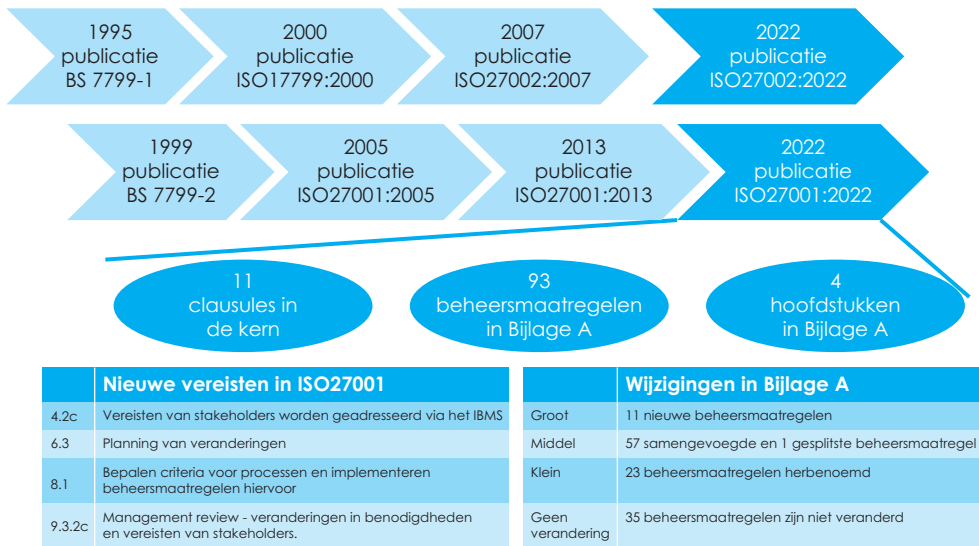 1995
publicatie
BS 7799-1
2000
publicatie
ISO17799:2000
2007
publicatie
ISO27002:2007
2022
publicatie
ISO27002:2022
1999
publicatie
BS 7799-2
2005
publicatie
ISO27001:2005
2013
publicatie
ISO27001:2013
2022
publicatie
ISO27001:2022
11
clausules in
de kern
93
beheersmaatregelen
in Bijlage A
4
hoofdstukken
in Bijlage A
Nieuwe vereisten in ISO27001
4.2c Vereisten van stakeholders worden geadresseerd via het IBMS
6.3 Planning van veranderingen
8.1 Bepalen criteria voor processen en implementeren
beheersmaatregelen hiervoor
9.3.2c Management review - veranderingen in benodigdheden
en vereisten van stakeholders.
Wijzigingen in Bijlage A
Groot 11 nieuwe beheersmaatregelen
Middel 57 samengevoegde en 1 gesplitste beheersmaatregel
Klein 23 beheersmaatregelen herbenoemd
Geen
verandering 35 beheersmaatregelen zijn niet veranderd